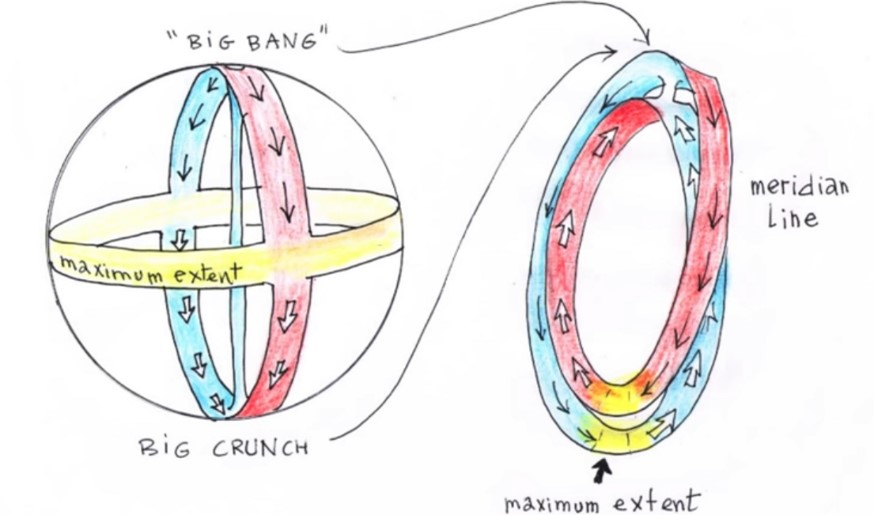 "BiG BANG"
maximum extent
BiG CRUNCH
meridian
Line
maximum extent